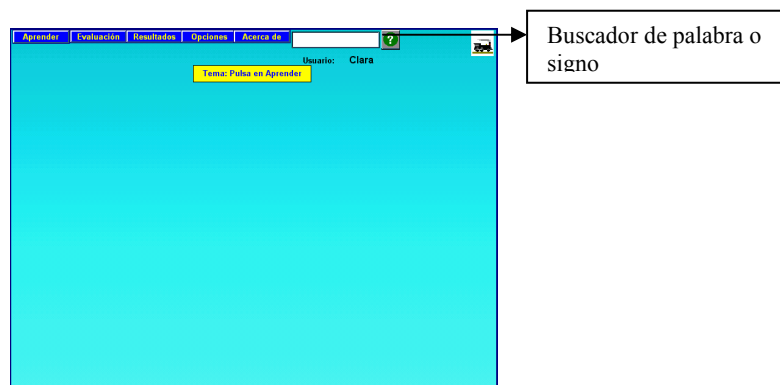 Aprender Evaluación Resultados Opciones Acerca de ?
Usuario: Clara
Tema: Pulsa en Aprender
Buscador de palabra o
signo